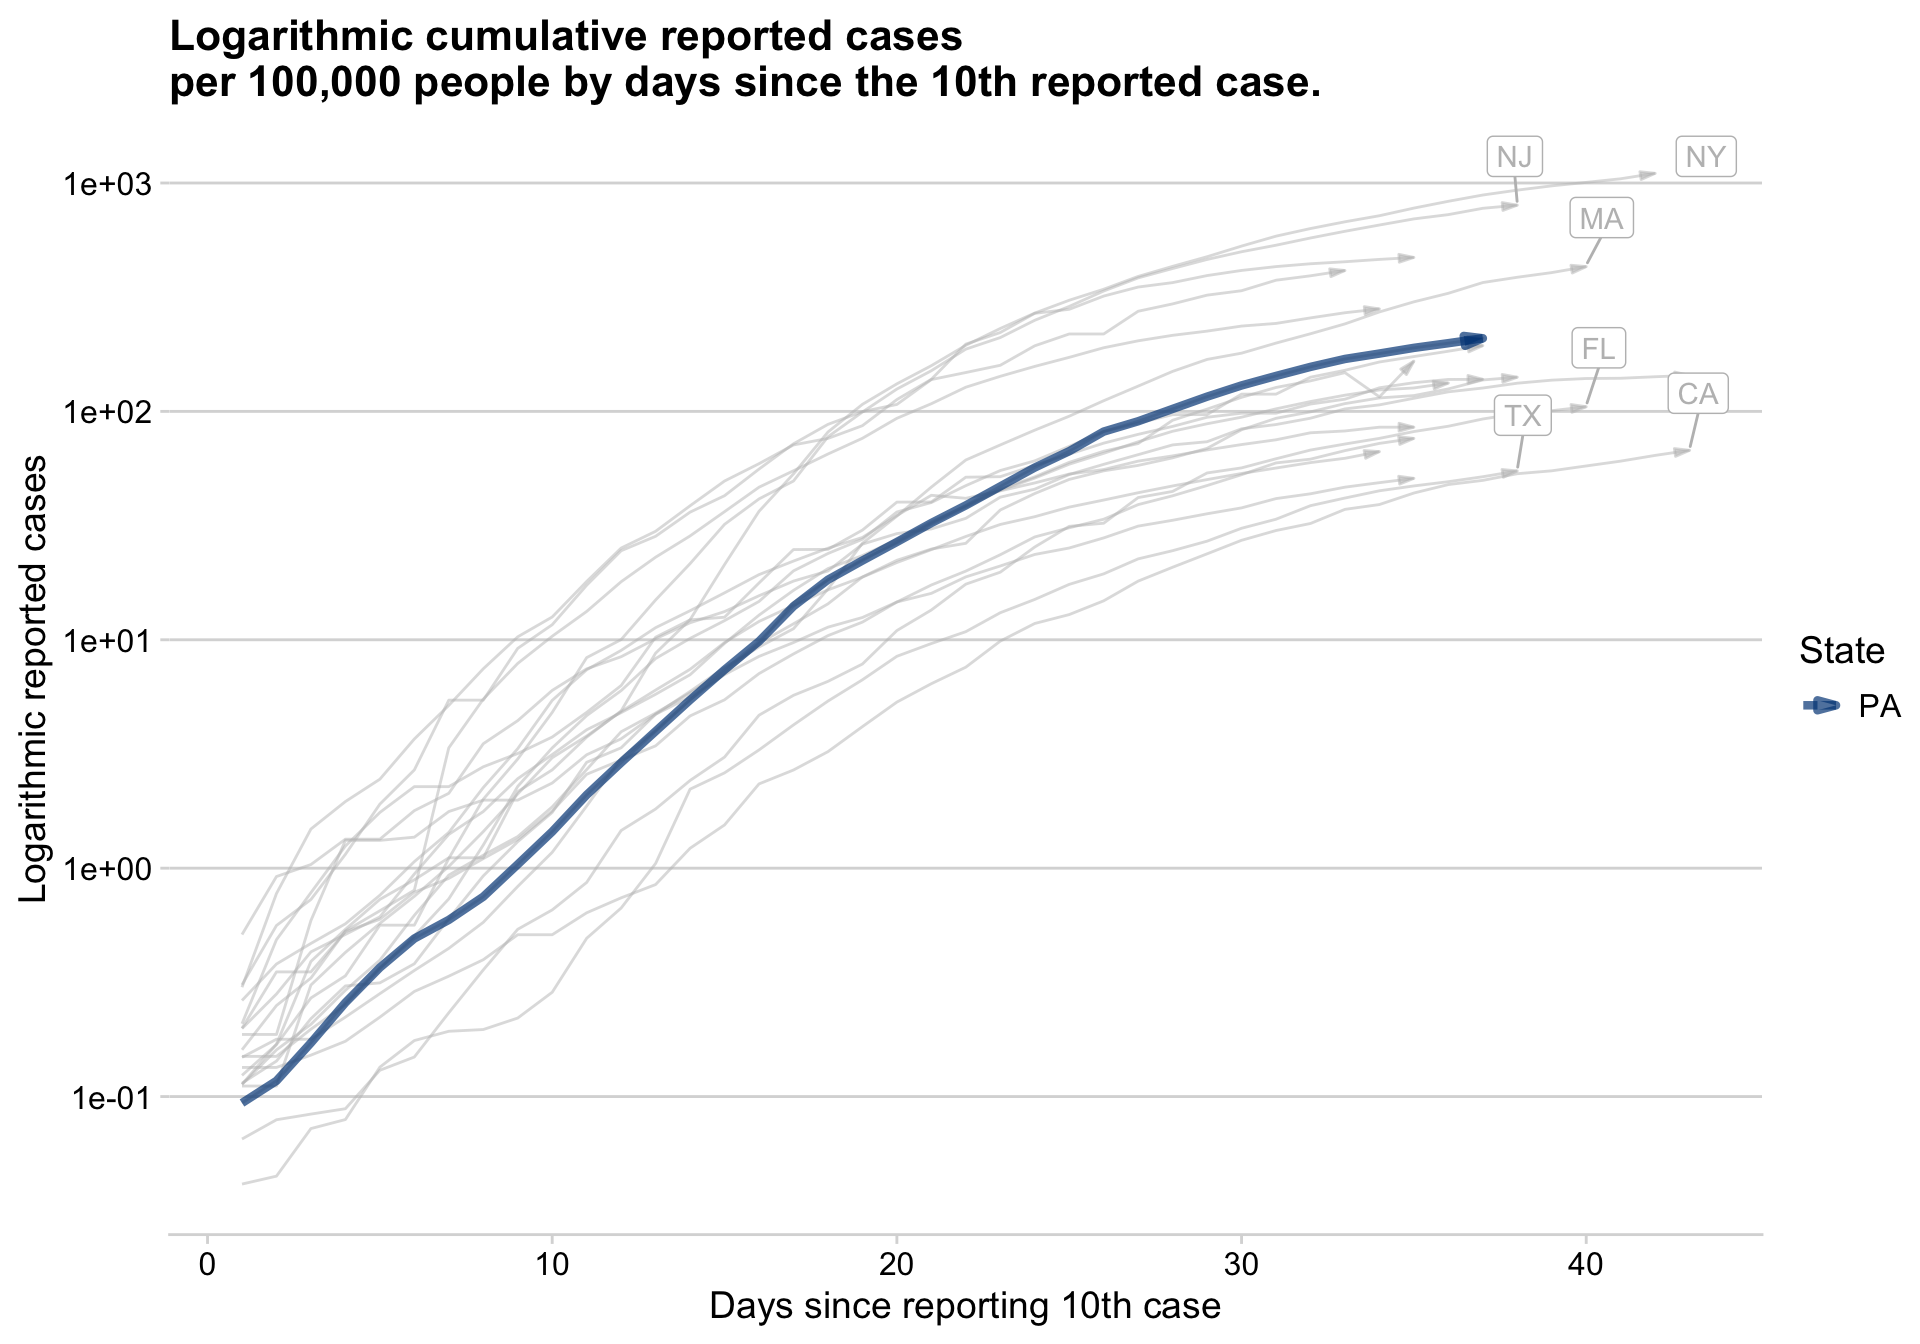 Logarithmic cumulative reported cases
per 100,000 people by days since the 10th reported case.
NJ
NY
MA
FL
CA
TX
1e+03
1e+02
1e+01
1e+00
1e-01
Logarithmic reported cases
0
10
20
30
40
Days since reporting 10th case
State
PA